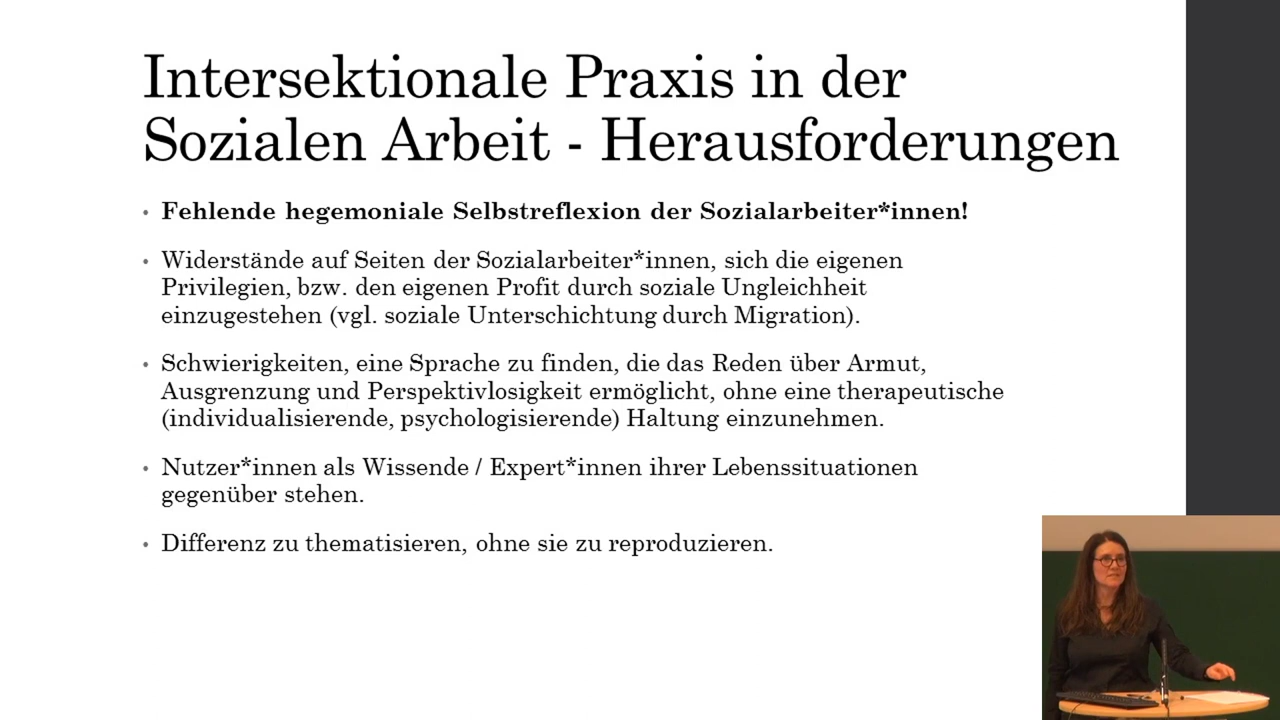 Intersektionale Praxis in der
Sozialen Arbeit - Herausforderungen
• Fehlende hegemoniale Selbstreflexion der Sozialarbeiter*innen!
• Widerstände auf Seiten der Sozialarbeiter*innen, sich die eigenen
Privilegien, bzw. den eigenen Profit durch soziale Ungleichheit
einzugestehen (vgl. soziale Unterschichtung durch Migration).
• Schwierigkeiten, eine Sprache zu finden, die das Reden über Armut,
Ausgrenzung und Perspektivlosigkeit ermöglicht, ohne eine therapeutische
(individualisierende, psychologisierende) Haltung einzunehmen.
• Nutzer*innen als Wissende / Expert*innen ihrer Lebenssituationen
gegenüber stehen.
• Differenz zu thematisieren, ohne sie zu reproduzieren.